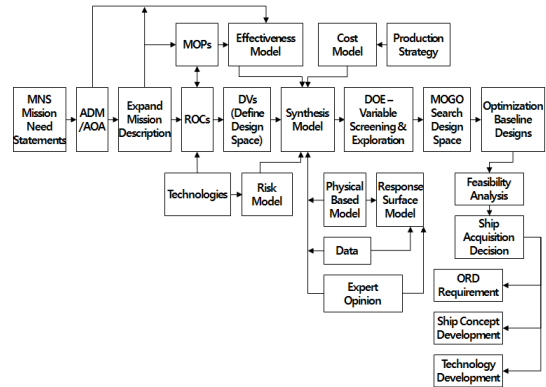 MOPs
Effectiveness
Model
Cost
Model
Production
Strategy
MNS
Mission
Need
Statements
ADM
/AOA
Expand
Mission
Description
ROCs
DVs
(Define
Design
Space)
Synthesis
Model
DOE –
Variable
Screening &
Exploration
MOGO
Search
Design
Space
Optimization
Baseline
Designs
Technologies
Risk
Model
Physical
Based
Model
Response
Surface
Model
Feasibility
Analysis
Data
Ship
Acquisition
Decision
Expert
Opinion
ORD
Requirement
Ship Concept
Development
Technology
Development